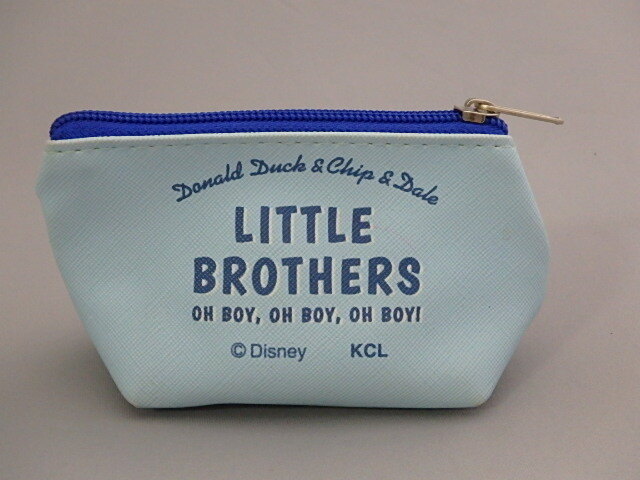 Donald Duck & Chip & Dale
LITTLE
BROTHERS
OH BOY, OH BOY, OH BOY!
© Disney KCL